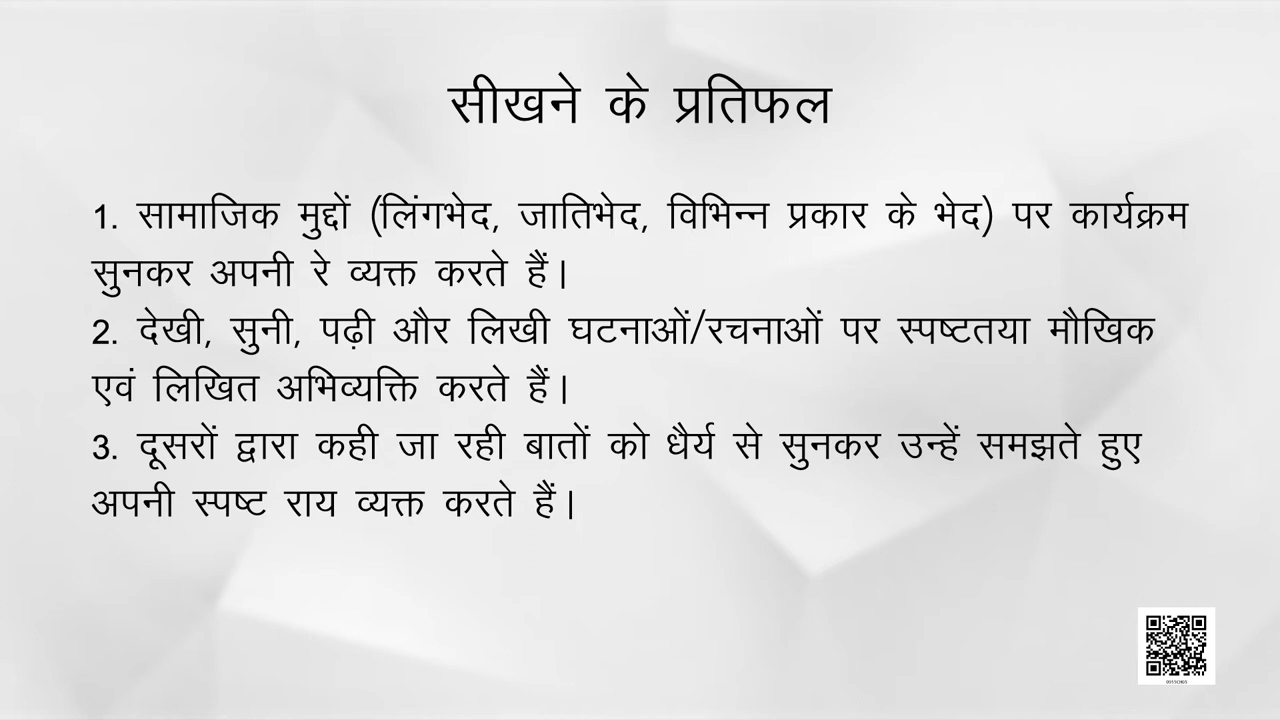 सीखने के प्रतिफल
1. सामाजिक मुद्दों (लिंगभेद, जातिभेद, विभिन्न प्रकार के भेद) पर कार्यक्रम
सुनकर अपनी रे व्यक्त करते हैं।
2. देखी, सुनी, पढ़ी और लिखी घटनाओं/रचनाओं पर स्पष्टतया मौखिक
एवं लिखित अभिव्यक्ति करते हैं।
3. दूसरों द्वारा कही जा रही बातों को धैर्य से सुनकर उन्हें समझते हुए
अपनी स्पष्ट राय व्यक्त करते हैं।